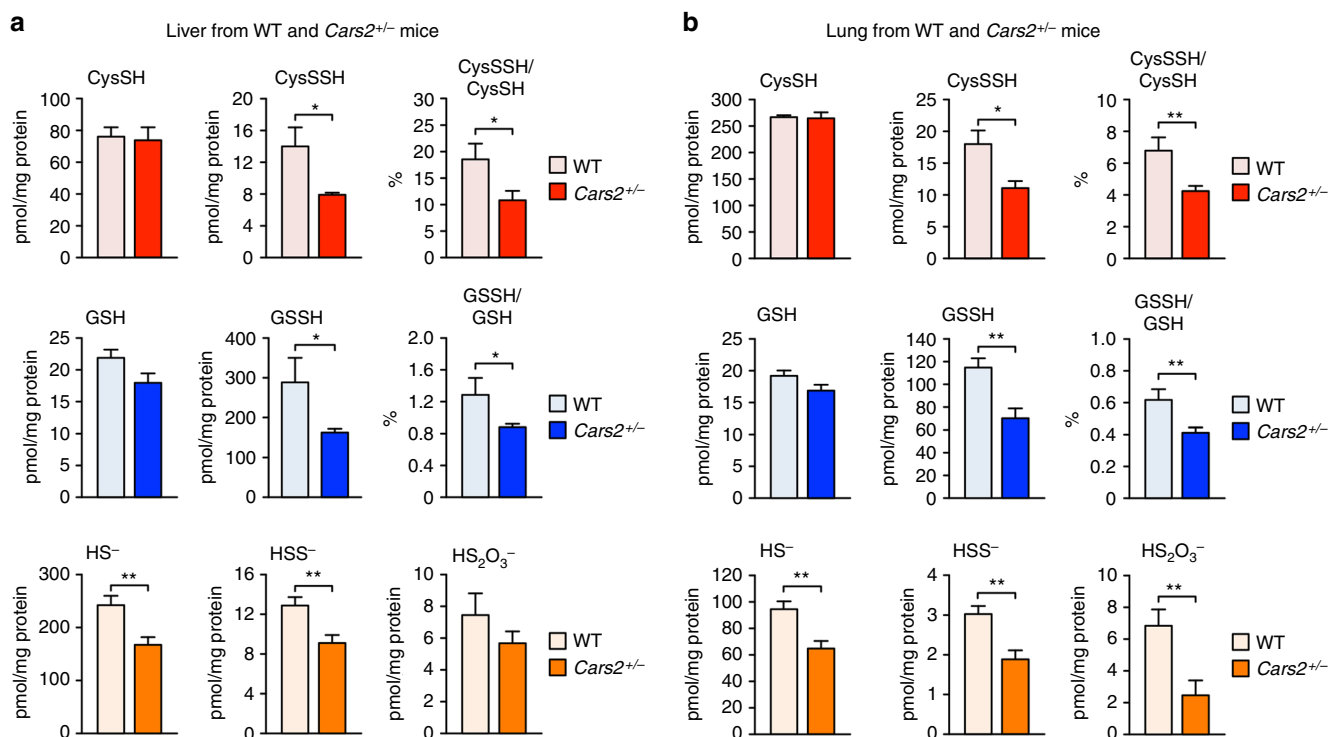 a
Liver from WT and Cars2+/− mice
CysSH
pmol/mg protein
100
80
60
40
20
0
CysSSH
pmol/mg protein
20
16
12
8
4
0
*
CysSSH/
CysSH
%
30
25
20
15
10
5
0
*
WT
Cars2+/−
GSH
pmol/mg protein
25
20
15
10
5
0
GSSH
pmol/mg protein
400
300
200
100
0
*
GSSH/
GSH
%
1.6
1.2
0.8
0.4
0
*
WT
Cars2+/−
HS−
pmol/mg protein
300
200
100
0
**
HSS−
pmol/mg protein
16
12
8
4
0
**
HS2O3−
pmol/mg protein
10
8
6
4
2
0
WT
Cars2+/−
b
Lung from WT and Cars2+/− mice
CysSH
pmol/mg protein
300
250
200
150
100
50
0
CysSSH
pmol/mg protein
25
20
15
10
5
0
*
CysSSH/
CysSH
%
10
8
6
4
2
0
**
WT
Cars2+/−
GSH
pmol/mg protein
25
20
15
10
5
0
GSSH
pmol/mg protein
140
120
100
80
60
40
20
0
**
GSSH/
GSH
%
1.0
0.8
0.6
0.4
0.2
0
**
WT
Cars2+/−
HS−
pmol/mg protein
120
100
80
60
40
20
0
**
HSS−
pmol/mg protein
4
3
2
1
0
**
HS2O3−
pmol/mg protein
10
8
6
4
2
0
**
WT
Cars2+/−